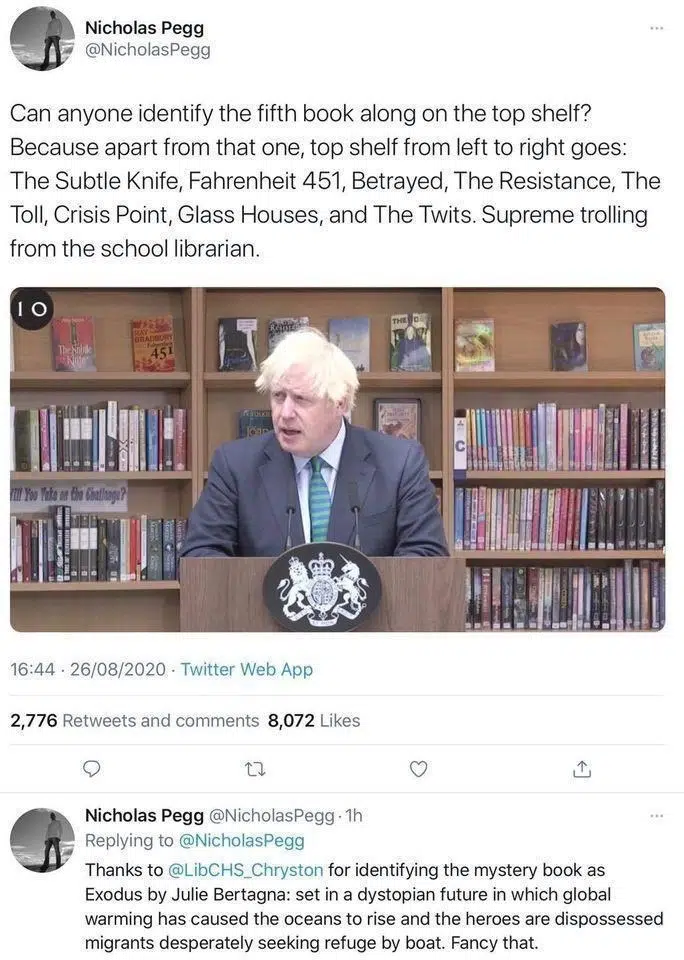 Nicholas Pegg
@NicholasPegg
Can anyone identify the fifth book along on the top shelf?
Because apart from that one, top shelf from left to right goes:
The Subtle Knife, Fahrenheit 451, Betrayed, The Resistance, The
Toll, Crisis Point, Glass Houses, and The Twits. Supreme trolling
from the school librarian.
10
The Subtle
Knife
RAY
BRADBURY
Fahrenheit
451
THE
C
You Take on the Challenge?
16:44 · 26/08/2020 · Twitter Web App
2,776 Retweets and comments 8,072 Likes
Nicholas Pegg @NicholasPegg · 1h
Replying to @NicholasPegg
Thanks to @LibCHS_Chryston for identifying the mystery book as
Exodus by Julie Bertagna: set in a dystopian future in which global
warming has caused the oceans to rise and the heroes are dispossessed
migrants desperately seeking refuge by boat. Fancy that.